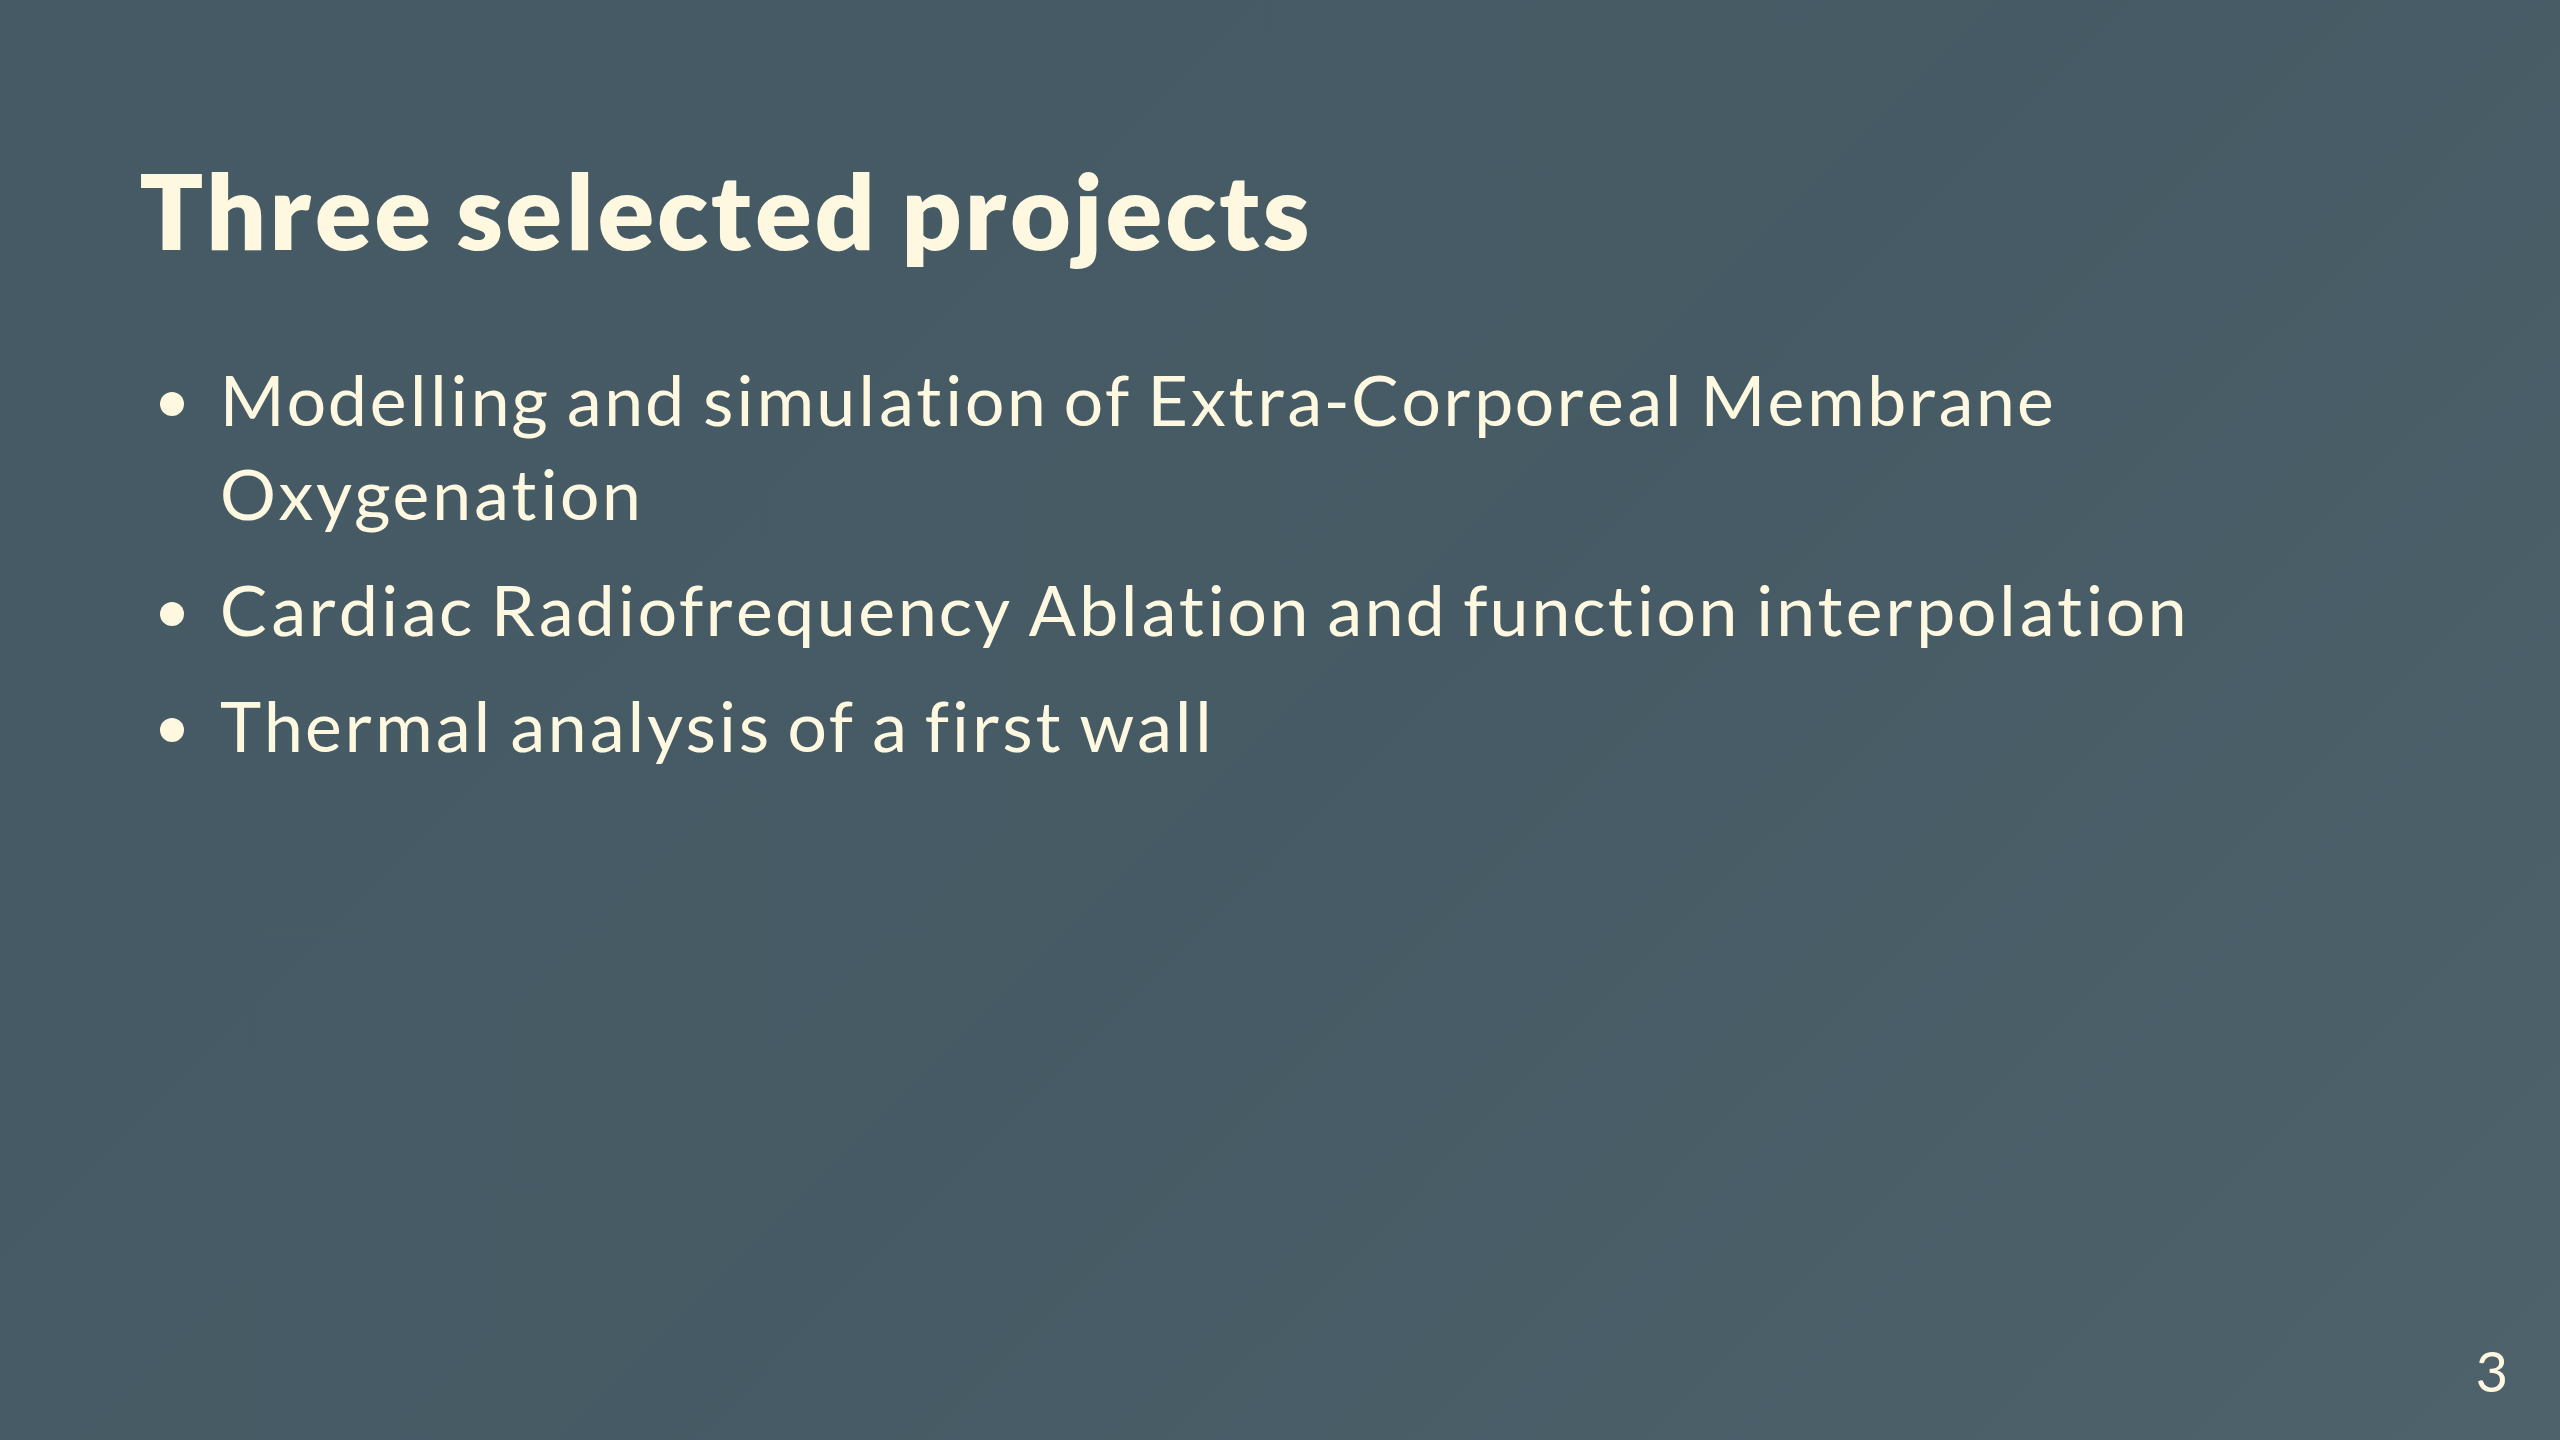 Three selected projects
• Modelling and simulation of Extra-Corporeal Membrane
Oxygenation
• Cardiac Radiofrequency Ablation and function interpolation
• Thermal analysis of a first wall
3